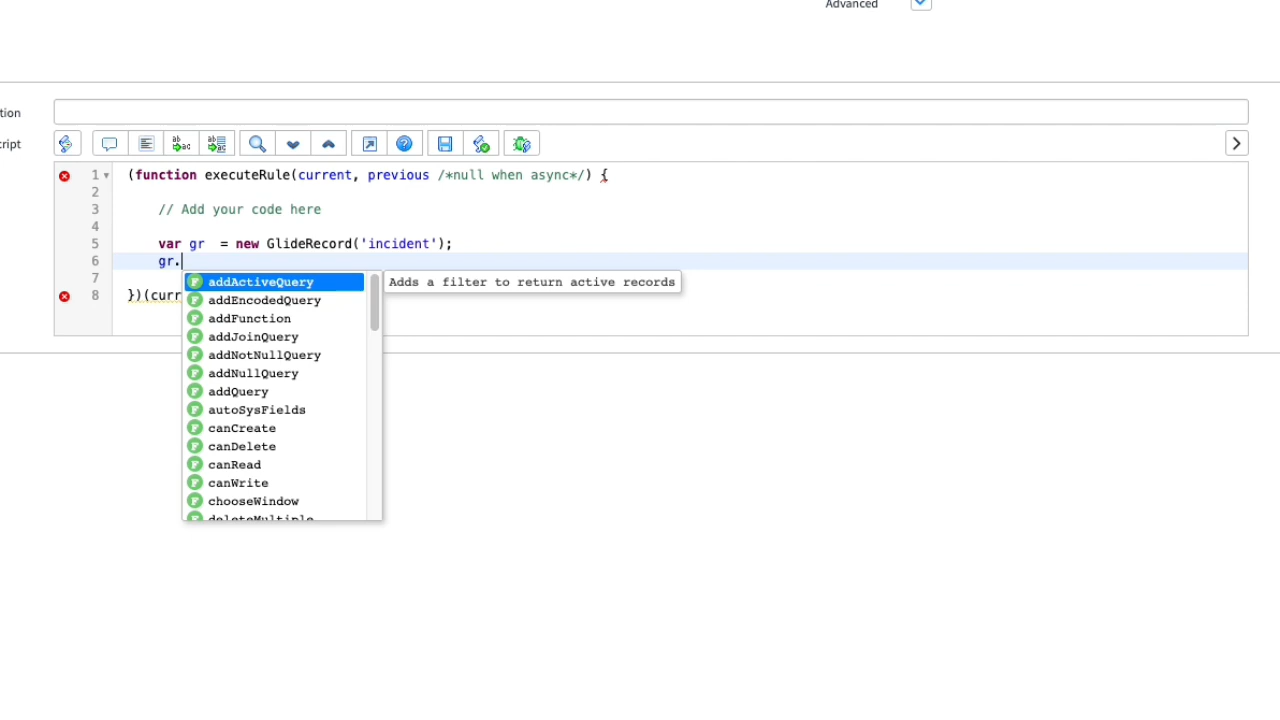 Advanced
tion
cript
1 (function executeRule(current, previous /*null when async*/) {
2
3 // Add your code here
4
5 var gr  = new GlideRecord('incident');
6 gr.
7
8 })(curr
addActiveQuery
Adds a filter to return active records
addEncodedQuery
addFunction
addJoinQuery
addNotNullQuery
addNullQuery
addQuery
autoSysFields
canCreate
canDelete
canRead
canWrite
chooseWindow
deleteMultiple